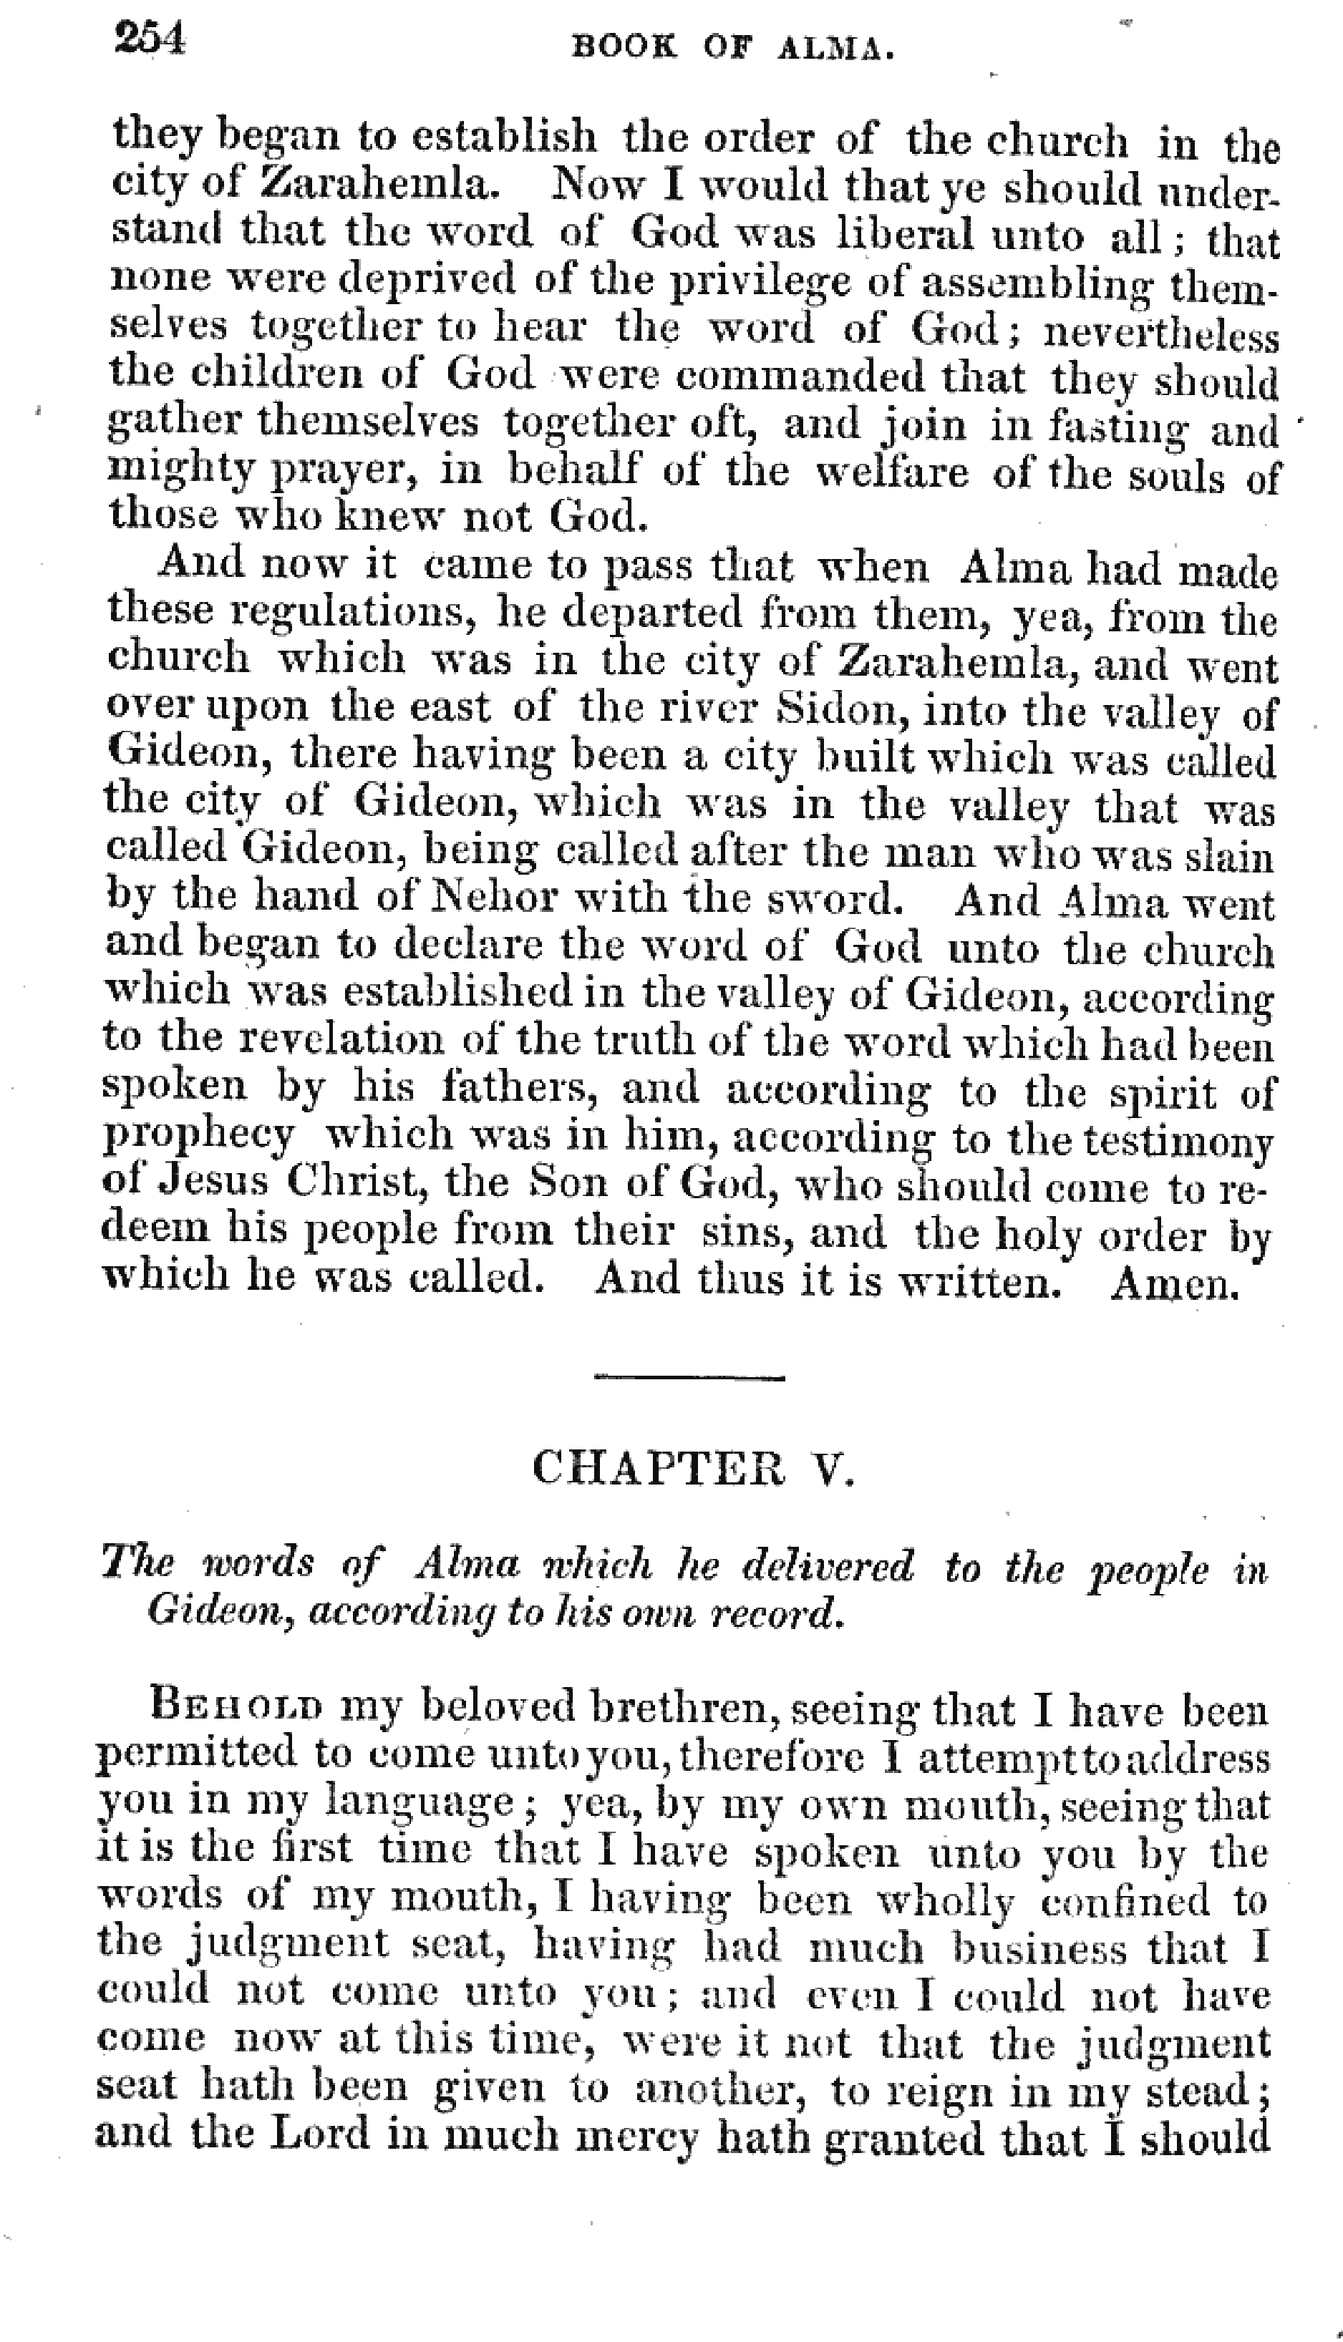 254
BOOK OF ALMA.
they began to establish the order of the church in the
city of Zarahemla. Now I would that ye should under-
stand that the word of God was liberal unto all; that
none were deprived of the privilege of assembling them-
selves together to hear the word of God; nevertheless
the children of God were commanded that they should
gather themselves together oft, and join in fasting and
mighty prayer, in behalf of the welfare of the souls of
those who knew not God.
And now it came to pass that when Alma had made
these regulations, he departed from them, yea, from the
church which was in the city of Zarahemla, and went
over upon the east of the river Sidon, into the valley of
Gideon, there having been a city built which was called
the city of Gideon, which was in the valley that was
called Gideon, being called after the man who was slain
by the hand of Nehor with the sword. And Alma went
and began to declare the word of God unto the church
which was established in the valley of Gideon, according
to the revelation of the truth of the word which had been
spoken by his fathers, and according to the spirit of
prophecy which was in him, according to the testimony
of Jesus Christ, the Son of God, who should come to re-
deem his people from their sins, and the holy order by
which he was called. And thus it is written. Amen.
CHAPTER V.
The words of Alma which he delivered to the people in
Gideon, according to his own record.
BEHOLD my beloved brethren, seeing that I have been
permitted to come unto you, therefore I attempt to address
you in my language; yea, by my own mouth, seeing that
it is the first time that I have spoken unto you by the
words of my mouth, I having been wholly confined to
the judgment seat, having had much business that I
could not come unto you; and even I could not have
come now at this time, were it not that the judgment
seat hath been given to another, to reign in my stead;
and the Lord in much mercy hath granted that I should